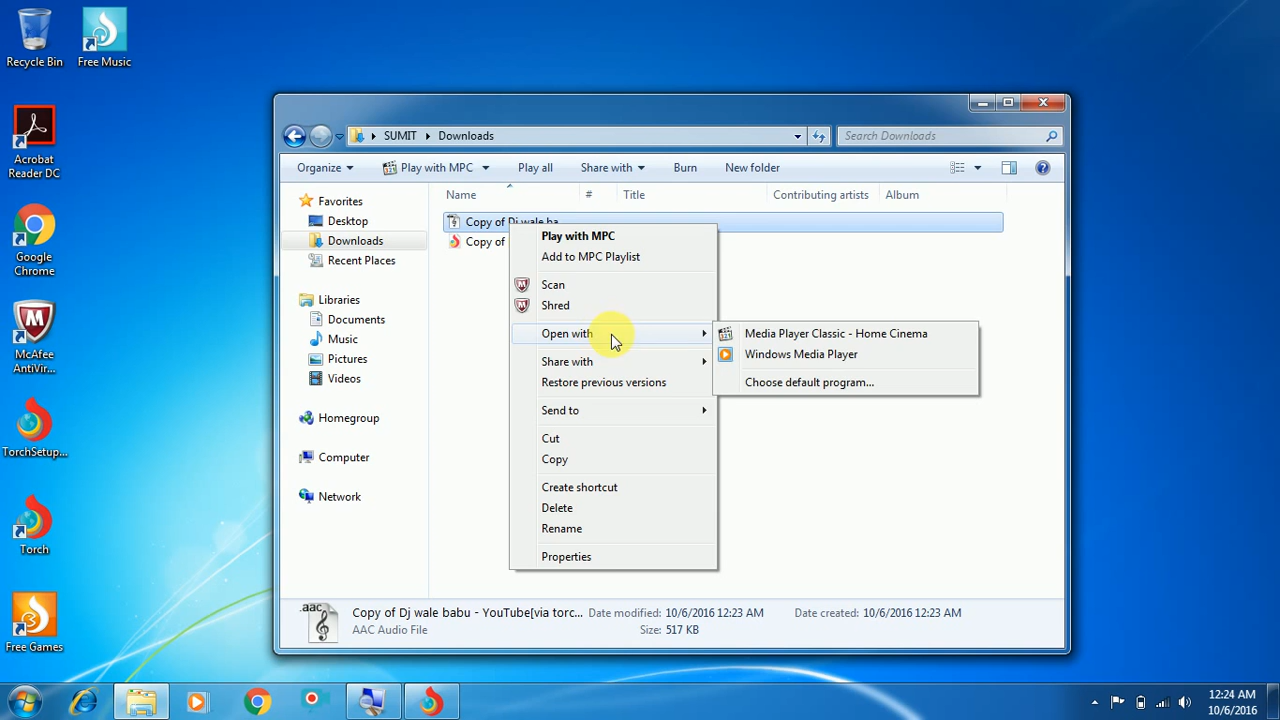 Recycle Bin
Free Music
Acrobat
Reader DC
Google
Chrome
McAfee
AntiVir...
TorchSetup...
Torch
Free Games
SUMIT
Downloads
Search Downloads
Organize
Play with MPC
Play all
Share with
Burn
New folder
Favorites
Desktop
Downloads
Recent Places
Libraries
Documents
Music
Pictures
Videos
Homegroup
Computer
Network
Name
#
Title
Contributing artists
Album
Copy of Dj wale ba
Copy of
Play with MPC
Add to MPC Playlist
Scan
Shred
Open with
Share with
Restore previous versions
Send to
Cut
Copy
Create shortcut
Delete
Rename
Properties
Media Player Classic - Home Cinema
Windows Media Player
Choose default program...
.aac
Copy of Dj wale babu - YouTube[via torc...
Date modified: 10/6/2016 12:23 AM
Date created: 10/6/2016 12:23 AM
AAC Audio File
Size: 517 KB
12:24 AM
10/6/2016